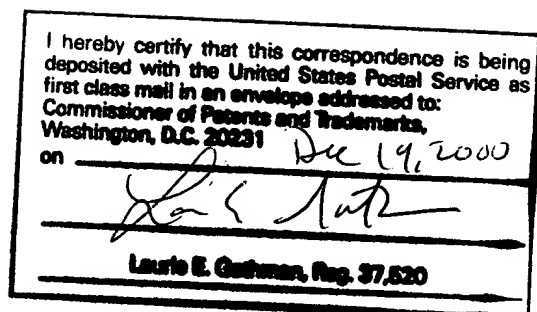 I hereby certify that this correspondence is being
deposited with the United States Postal Service as
first class mail in an envelope addressed to:
Commissioner of Patents and Trademarks,
Washington, D.C. 20231
on Dec 19, 2000
Laurie E. Gathman, Reg. 37,520